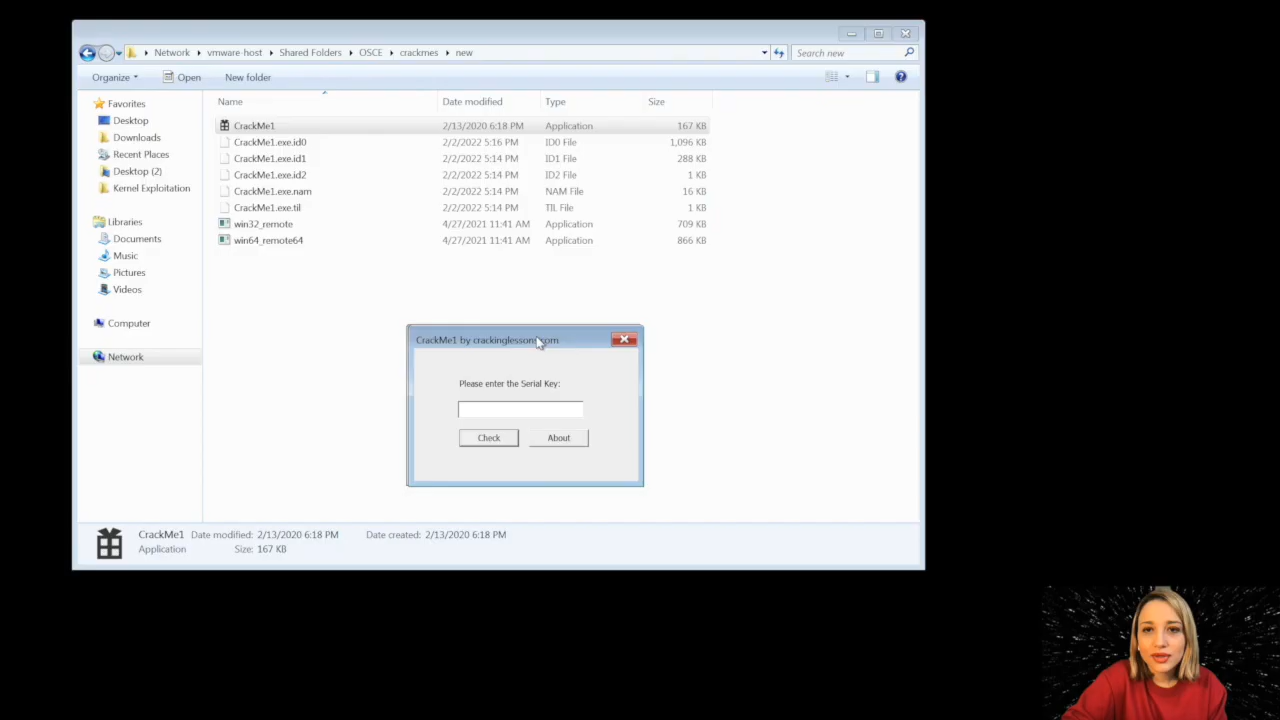 Network vmware-host Shared Folders OSCE crackmes new Search new
Organize Open New folder
Name Date modified Type Size
Favorites
Desktop
Downloads
Recent Places
Desktop (2)
Kernel Exploitation
Libraries
Documents
Music
Pictures
Videos
Computer
Network
CrackMe1 2/13/2020 6:18 PM Application 167 KB
CrackMe1.exe.id0 2/2/2022 5:16 PM ID0 File 1,096 KB
CrackMe1.exe.id1 2/2/2022 5:14 PM ID1 File 288 KB
CrackMe1.exe.id2 2/2/2022 5:14 PM ID2 File 1 KB
CrackMe1.exe.nam 2/2/2022 5:14 PM NAM File 16 KB
CrackMe1.exe.til 2/2/2022 5:14 PM TIL File 1 KB
win32_remote 4/27/2021 11:41 AM Application 709 KB
win64_remote64 4/27/2021 11:41 AM Application 866 KB
CrackMe1 by crackinglessons.com
Please enter the Serial Key:
Check About
CrackMe1 Date modified: 2/13/2020 6:18 PM Date created: 2/13/2020 6:18 PM
Application Size: 167 KB